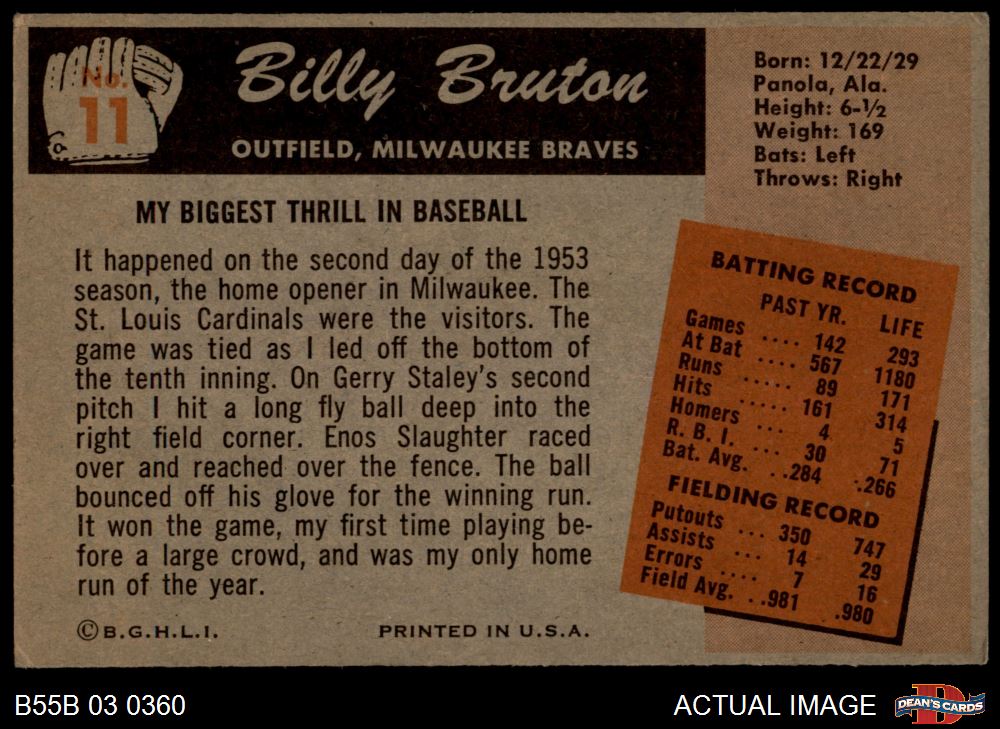 No.
11
Billy Bruton
OUTFIELD, MILWAUKEE BRAVES
Born: 12/22/29
Panola, Ala.
Height: 6-½
Weight: 169
Bats: Left
Throws: Right
MY BIGGEST THRILL IN BASEBALL
It happened on the second day of the 1953
season, the home opener in Milwaukee. The
St. Louis Cardinals were the visitors. The
game was tied as I led off the bottom of
the tenth inning. On Gerry Staley's second
pitch I hit a long fly ball deep into the
right field corner. Enos Slaughter raced
over and reached over the fence. The ball
bounced off his glove for the winning run.
It won the game, my first time playing be-
fore a large crowd, and was my only home
run of the year.
©B.G.H.L.I. PRINTED IN U.S.A.
BATTING RECORD
PAST YR. LIFE
Games .... 142 293
At Bat .... 567 1180
Runs ..... 89 171
Hits ..... 161 314
Homers ... 4 5
R. B. I. ... 30 71
Bat. Avg. ..284 .266
FIELDING RECORD
Putouts ... 350 747
Assists ... 14 29
Errors .... 7 16
Field Avg. ..981 .980
B55B 03 0360 ACTUAL IMAGE
D
DEAN'S CARDS